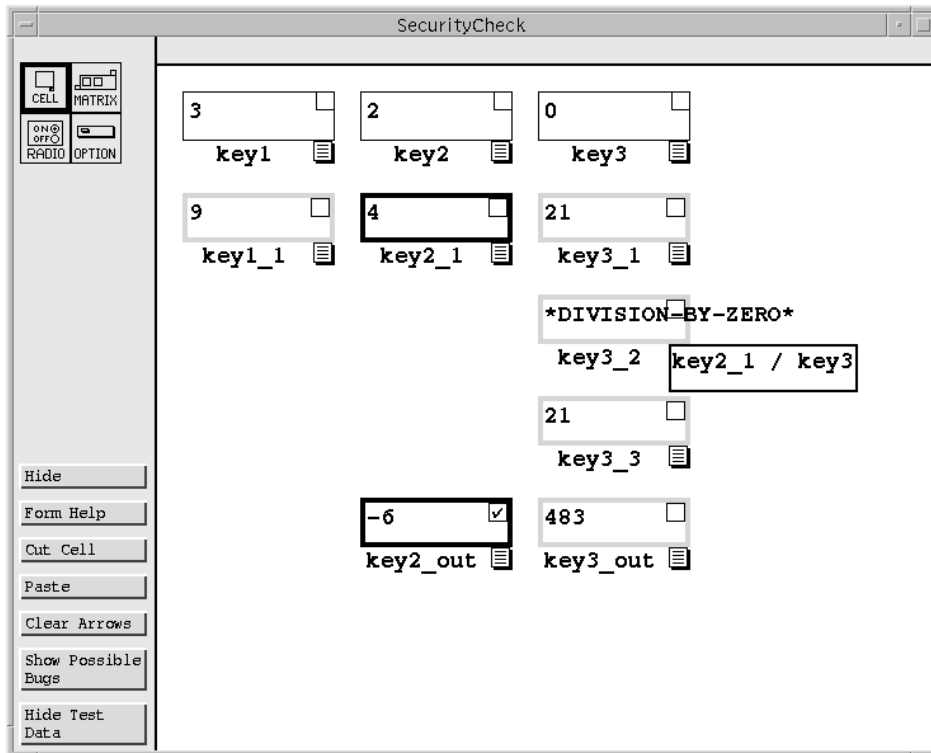 SecurityCheck
CELL MATRIX
ON OFF
RADIO OPTION
3 2 0
key1 key2 key3
9 4 21
key1_1 key2_1 key3_1
*DIVISION-BY-ZERO*
key3_2 key2_1 / key3
21
key3_3
-6 483
key2_out key3_out
Hide
Form Help
Cut Cell
Paste
Clear Arrows
Show Possible
Bugs
Hide Test
Data